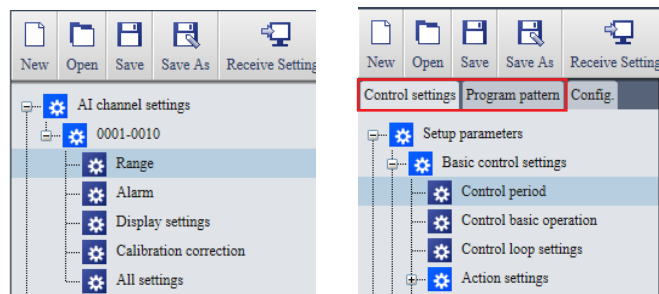 New Open Save Save As Receive Setting
AI channel settings
0001-0010
Range
Alarm
Display settings
Calibration correction
All settings
New Open Save Save As Receive Setting
Control settings Program pattern Config.
Setup parameters
Basic control settings
Control period
Control basic operation
Control loop settings
Action settings